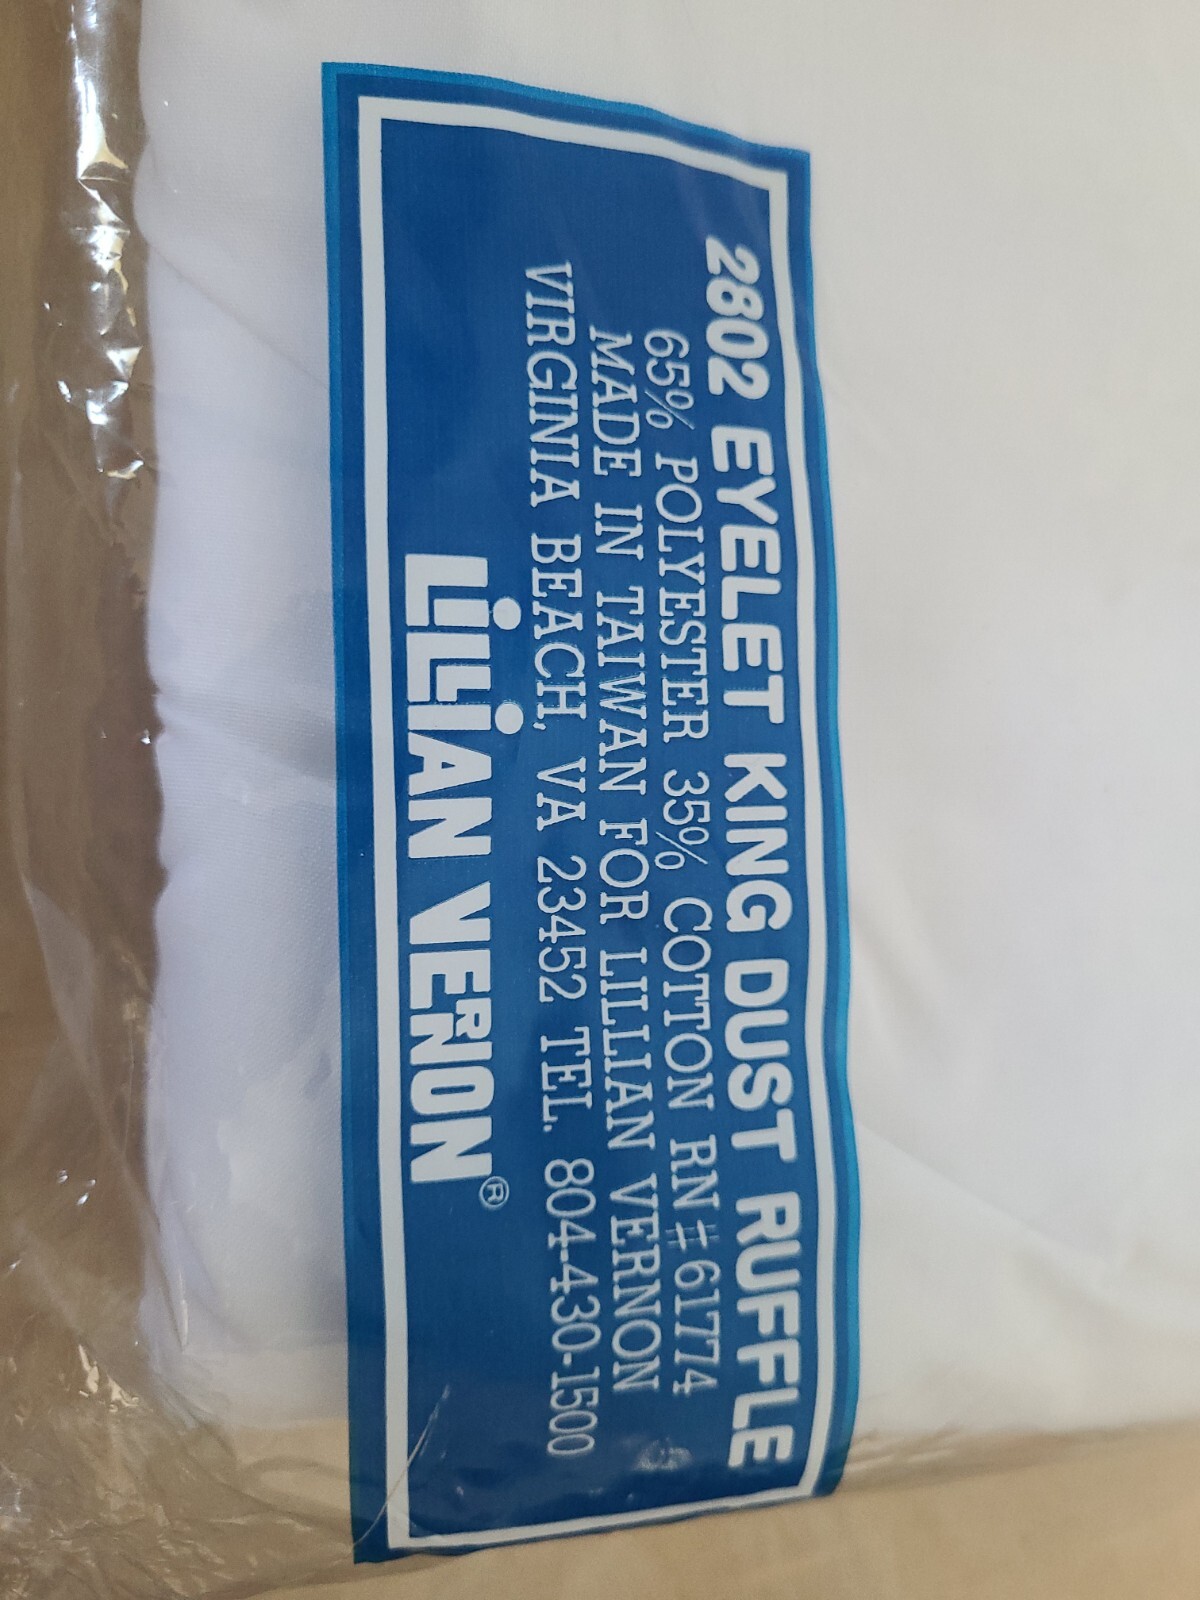 2802 EYELET KING DUST RUFFLE
65% POLYESTER 35% COTTON RN#61774
MADE IN TAIWAN FOR LILLIAN VERNON
VIRGINIA BEACH, VA 23452 TEL. 804-430-1500
LiLLiAN VERNON®